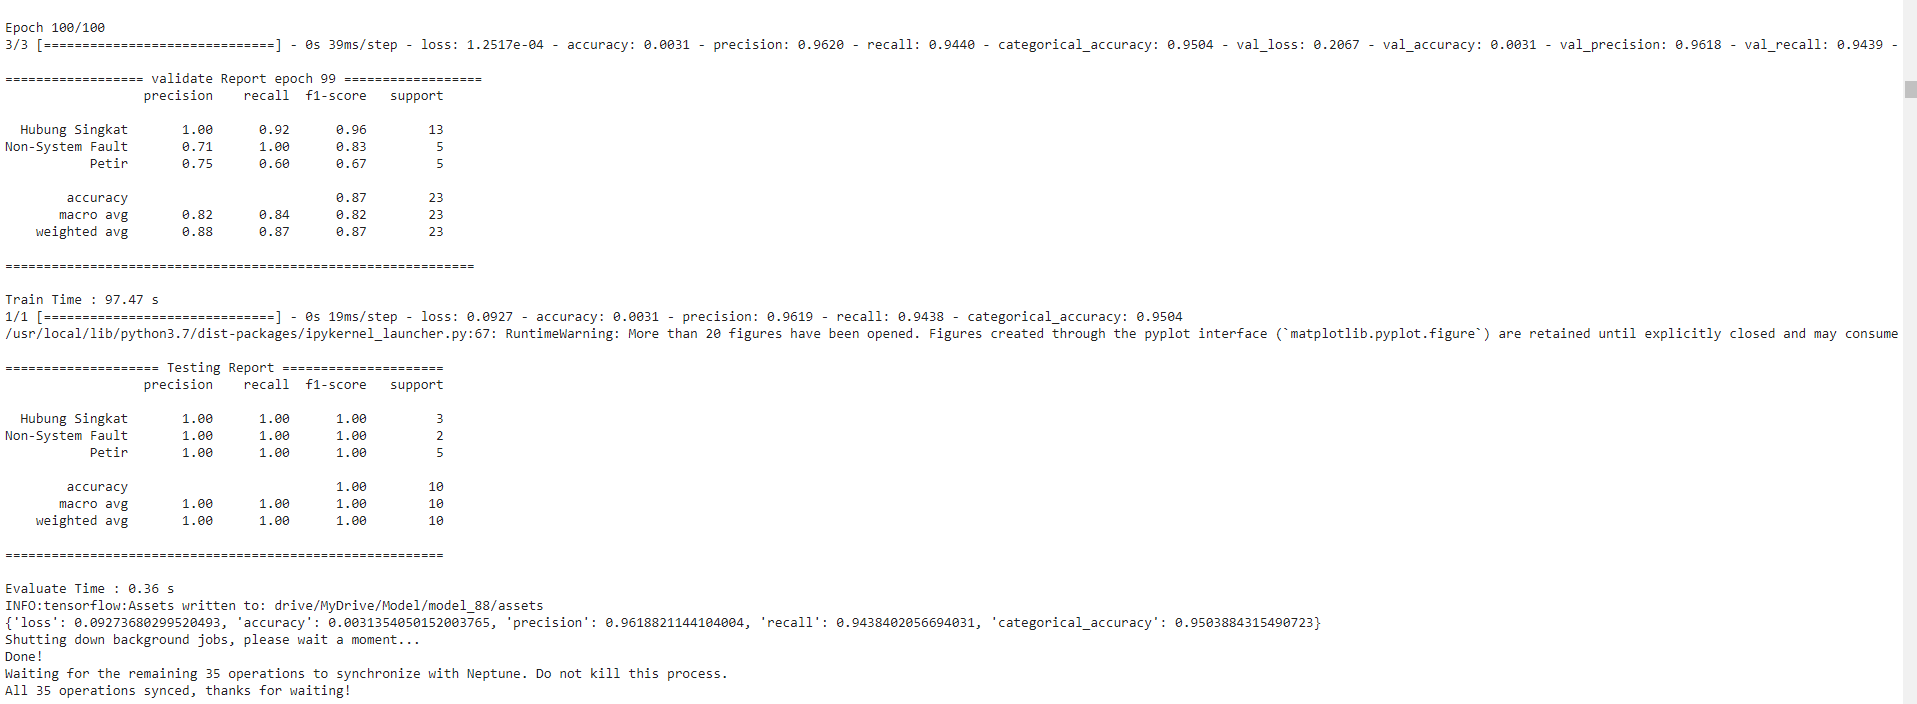 Epoch 100/100
3/3 [==============================] - 0s 39ms/step - loss: 1.2517e-04 - accuracy: 0.0031 - precision: 0.9620 - recall: 0.9440 - categorical_accuracy: 0.9504 - val_loss: 0.2067 - val_accuracy: 0.0031 - val_precision: 0.9618 - val_recall: 0.9439 -
================== validate Report epoch 99 ==================
precision recall f1-score support
Hubung Singkat 1.00 0.92 0.96 13
Non-System Fault 0.71 1.00 0.83 5
Petir 0.75 0.60 0.67 5
accuracy 0.87 23
macro avg 0.82 0.84 0.82 23
weighted avg 0.88 0.87 0.87 23
=============================================================
Train Time : 97.47 s
1/1 [==============================] - 0s 19ms/step - loss: 0.0927 - accuracy: 0.0031 - precision: 0.9619 - recall: 0.9438 - categorical_accuracy: 0.9504
/usr/local/lib/python3.7/dist-packages/ipykernel_launcher.py:67: RuntimeWarning: More than 20 figures have been opened. Figures created through the pyplot interface (`matplotlib.pyplot.figure`) are retained until explicitly closed and may consume
==================== Testing Report =====================
precision recall f1-score support
Hubung Singkat 1.00 1.00 1.00 3
Non-System Fault 1.00 1.00 1.00 2
Petir 1.00 1.00 1.00 5
accuracy 1.00 10
macro avg 1.00 1.00 1.00 10
weighted avg 1.00 1.00 1.00 10
=========================================================
Evaluate Time : 0.36 s
INFO:tensorflow:Assets written to: drive/MyDrive/Model/model_88/assets
{'loss': 0.09273680299520493, 'accuracy': 0.0031354050152003765, 'precision': 0.9618821144104004, 'recall': 0.9438402056694031, 'categorical_accuracy': 0.9503884315490723}
Shutting down background jobs, please wait a moment...
Done!
Waiting for the remaining 35 operations to synchronize with Neptune. Do not kill this process.
All 35 operations synced, thanks for waiting!